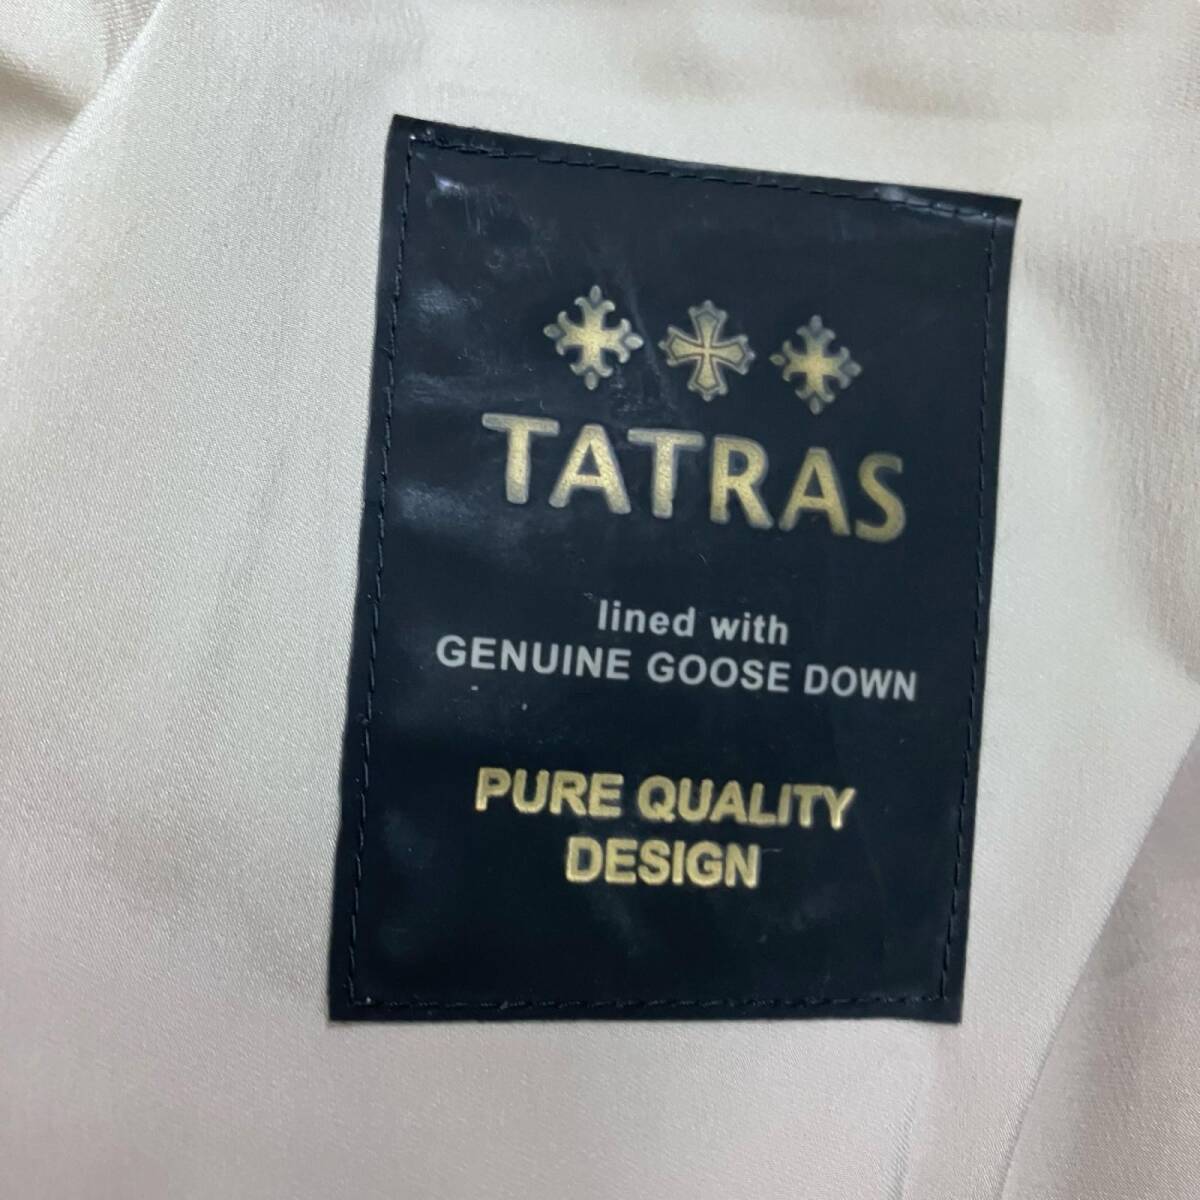 TATRAS
lined with
GENUINE GOOSE DOWN
PURE QUALITY
DESIGN